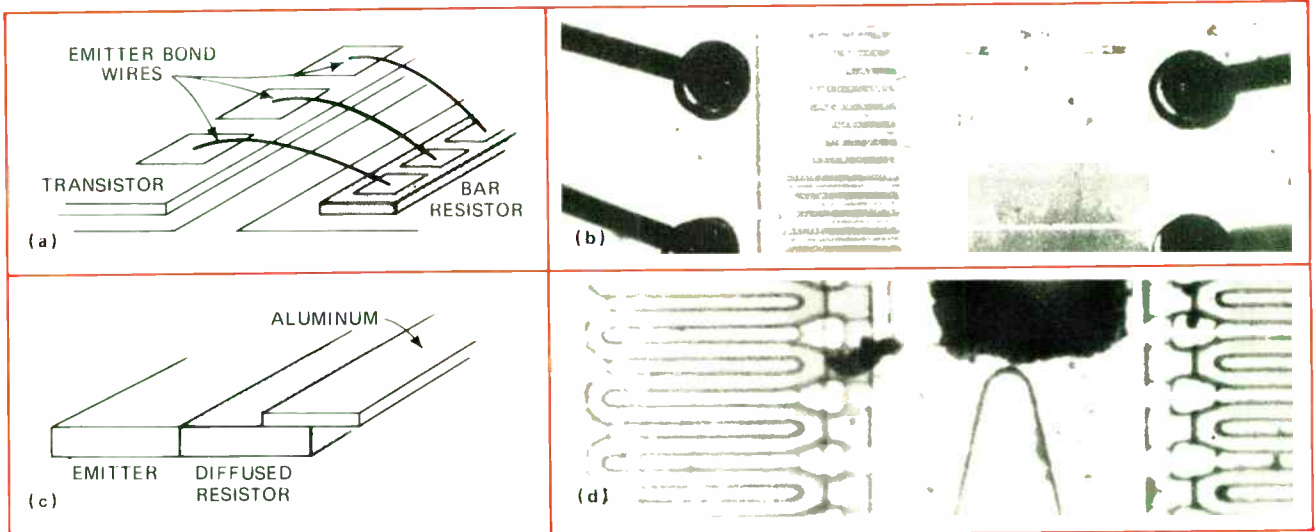 EMITTER BOND
WIRES
TRANSISTOR
BAR
RESISTOR
(a)
(b)
ALUMINUM
EMITTER
DIFFUSED
RESISTOR
(c)
(d)